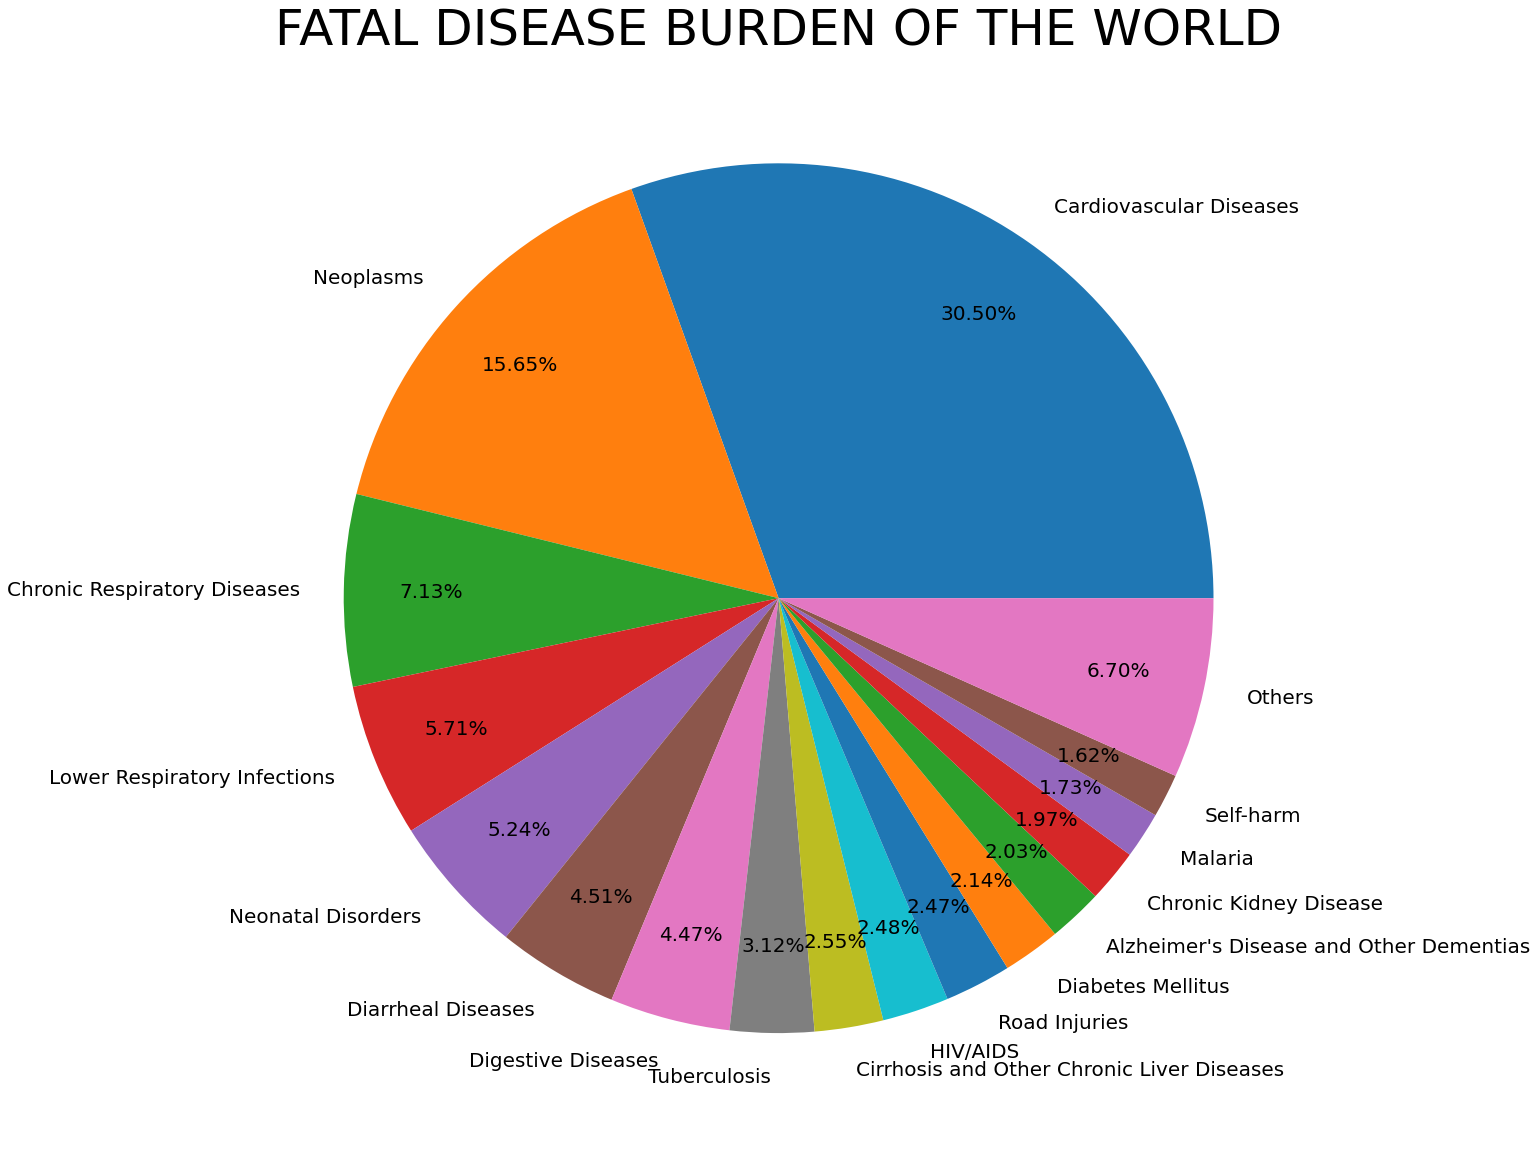 FATAL DISEASE BURDEN OF THE WORLD
Cardiovascular Diseases
30.50%
Neoplasms
15.65%
Chronic Respiratory Diseases
7.13%
Lower Respiratory Infections
5.71%
Neonatal Disorders
5.24%
Diarrheal Diseases
4.51%
Digestive Diseases
4.47%
Tuberculosis
3.12%
Cirrhosis and Other Chronic Liver Diseases
2.55%
HIV/AIDS
2.48%
Road Injuries
2.47%
Diabetes Mellitus
2.14%
Alzheimer's Disease and Other Dementias
2.03%
Chronic Kidney Disease
1.97%
Malaria
1.73%
Self-harm
1.62%
Others
6.70%